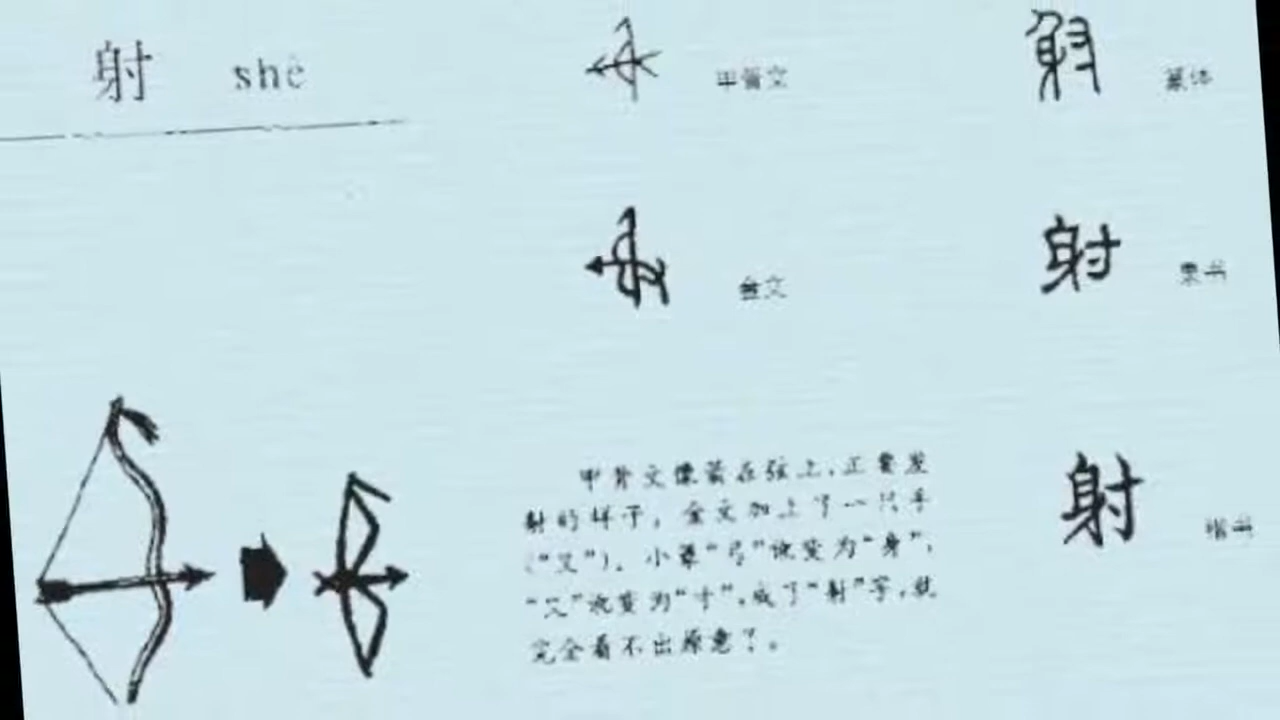 射 shè
甲骨文
篆体
金文
隶书
甲骨文像箭在弦上,正要发
射的样子,金文加上了一只手
(“又”)。小篆“弓”讹变为“身”,
“又”讹变为“寸”,成了“射”字,就
完全看不出原意了。
楷书